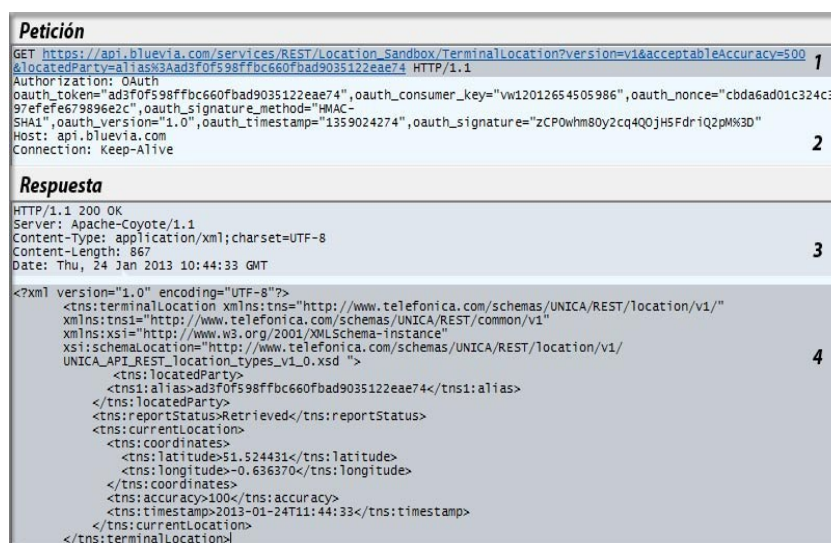 Petición
GET https://api.bluevia.com/services/REST/Location_Sandbox/TerminalLocation?version=v1&acceptableAccuracy=500
&locatedParty=alias%3Aad3f0f598ffbc660fbad9035122eae74 HTTP/1.1
1
Authorization: OAuth
oauth_token="ad3f0f598ffbc660fbad9035122eae74",oauth_consumer_key="vw12012654505986",oauth_nonce="cbda6ad01c324c3
97efefe679896e2c",oauth_signature_method="HMAC-
SHA1",oauth_version="1.0",oauth_timestamp="1359024274",oauth_signature="zCPOwhm80y2cq4QOjH5FdriQ2pM%3D"
Host: api.bluevia.com
Connection: Keep-Alive
2
Respuesta
HTTP/1.1 200 OK
Server: Apache-Coyote/1.1
Content-Type: application/xml;charset=UTF-8
Content-Length: 867
Date: Thu, 24 Jan 2013 10:44:33 GMT
3
<?xml version="1.0" encoding="UTF-8"?>
<tns:terminalLocation xmlns:tns="http://www.telefonica.com/schemas/UNICA/REST/location/v1/"
xmlns:tns1="http://www.telefonica.com/schemas/UNICA/REST/common/v1"
xmlns:xsi="http://www.w3.org/2001/XMLSchema-instance"
xsi:schemaLocation="http://www.telefonica.com/schemas/UNICA/REST/location/v1/
UNICA_API_REST_location_types_v1_0.xsd ">
4
<tns:locatedParty>
<tns1:alias>ad3f0f598ffbc660fbad9035122eae74</tns1:alias>
</tns:locatedParty>
<tns:reportStatus>Retrieved</tns:reportStatus>
<tns:currentLocation>
<tns:coordinates>
<tns:latitude>51.524431</tns:latitude>
<tns:longitude>-0.636370</tns:longitude>
</tns:coordinates>
<tns:accuracy>100</tns:accuracy>
<tns:timestamp>2013-01-24T11:44:33</tns:timestamp>
</tns:currentLocation>
</tns:terminalLocation>